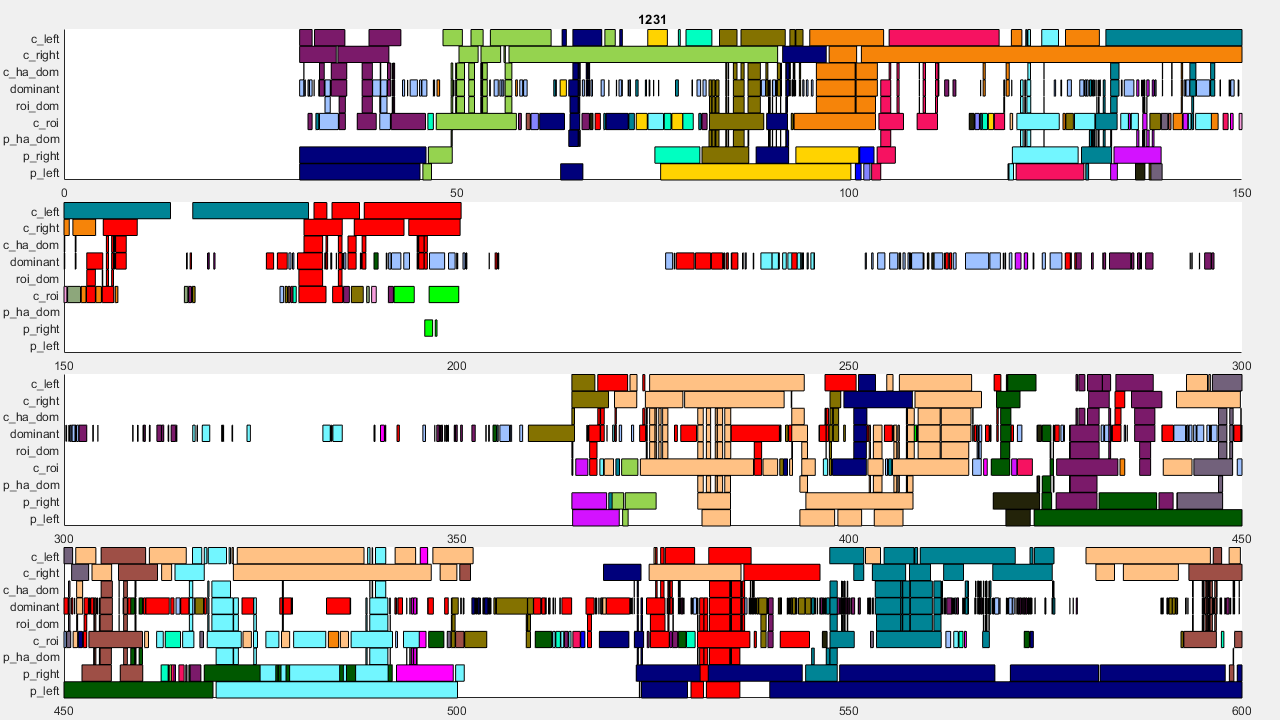 1231
c_left
c_right
c_ha_dom
dominant
roi_dom
c_roi
p_ha_dom
p_right
p_left
0 50 100 150
c_left
c_right
c_ha_dom
dominant
roi_dom
c_roi
p_ha_dom
p_right
p_left
150 200 250 300
c_left
c_right
c_ha_dom
dominant
roi_dom
c_roi
p_ha_dom
p_right
p_left
300 350 400 450
c_left
c_right
c_ha_dom
dominant
roi_dom
c_roi
p_ha_dom
p_right
p_left
450 500 550 600